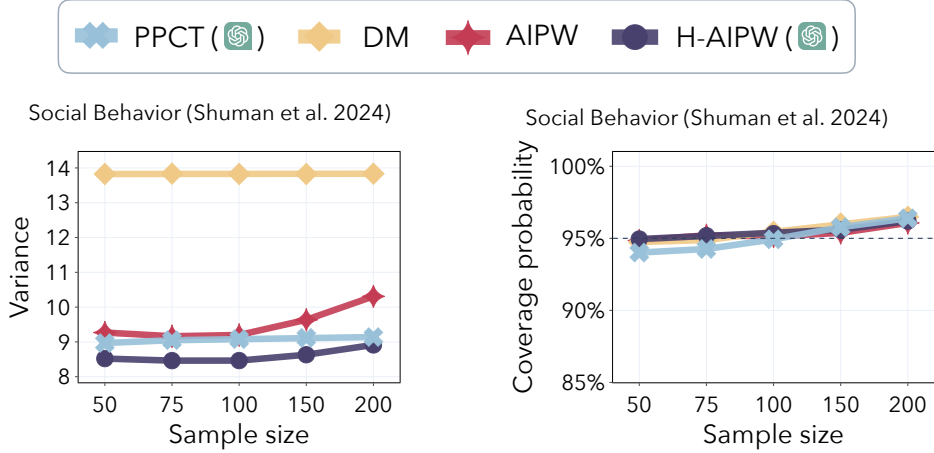 PPCT ( ) DM AIPW H-AIPW ( )
Social Behavior (Shuman et al. 2024)
Variance
14
13
12
11
10
9
8
50 75 100 150 200
Sample size
Social Behavior (Shuman et al. 2024)
Coverage probability
100%
95%
90%
85%
50 75 100 150 200
Sample size